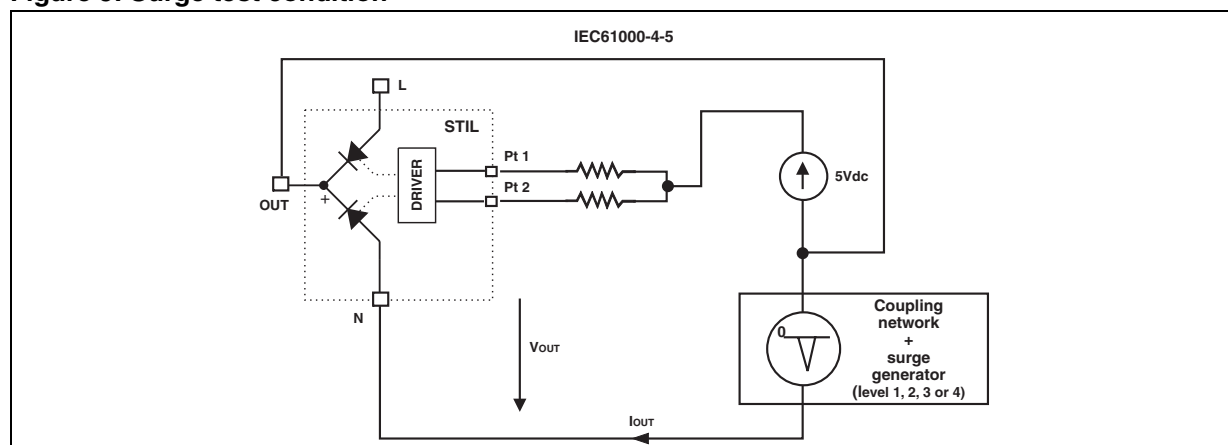 Figure 3. Surge test condition
IEC61000-4-5
L
STIL
Pt 1
DRIVER
Pt 2
5Vdc
OUT
+
N
VOUT
0
Coupling
network
+
surge
generator
(level 1, 2, 3 or 4)
IOUT